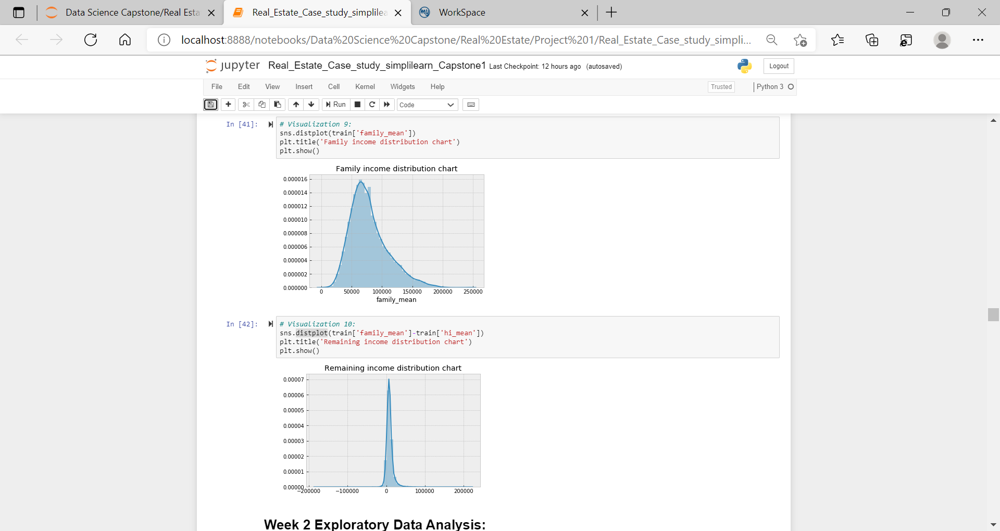 Data Science Capstone/Real Esta
Real_Estate_Case_study_simplilea
my WorkSpace
localhost:8888/notebooks/Data%20Science%20Capstone/Real%20Estate/Project%201/Real_Estate_Case_study_simpli...
jupyter Real_Estate_Case_study_simplilearn_Capstone1 Last Checkpoint: 12 hours ago (autosaved)
Logout
File Edit View Insert Cell Kernel Widgets Help
Trusted
Python 3
Run
Code
In [41]:
# Visualization 9:
sns.distplot(train['family_mean'])
plt.title('Family income distribution chart')
plt.show()
Family income distribution chart
0.000016
0.000014
0.000012
0.000010
0.000008
0.000006
0.000004
0.000002
0.000000
0 50000 100000 150000 200000 250000
family_mean
In [42]:
# Visualization 10:
sns.distplot(train['family_mean']-train['hi_mean'])
plt.title('Remaining income distribution chart')
plt.show()
Remaining income distribution chart
0.00007
0.00006
0.00005
0.00004
0.00003
0.00002
0.00001
0.00000
−200000 −100000 0 100000 200000
Week 2 Exploratory Data Analysis: